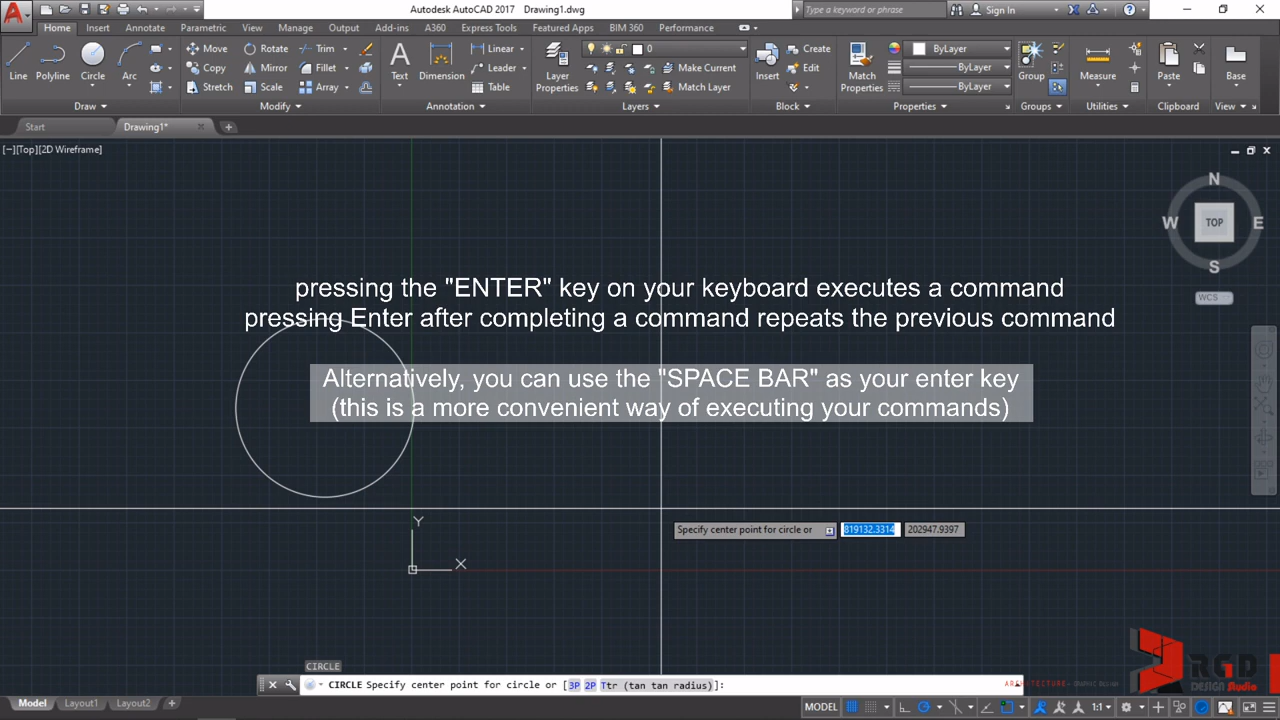 Autodesk AutoCAD 2017 Drawing1.dwg
Type a keyword or phrase
Sign In
Home Insert Annotate Parametric View Manage Output Add-ins A360 Express Tools Featured Apps BIM 360 Performance
Line Polyline Circle Arc
Move Rotate Trim
Copy Mirror Fillet
Stretch Scale Array
Text Dimension
Linear
Leader
Table
Layer Properties
0
Make Current
Match Layer
Insert
Create
Edit
Match Properties
ByLayer
ByLayer
ByLayer
Group Measure Paste Base
Draw Modify Annotation Layers Block Properties Groups Utilities Clipboard View
Start Drawing1*
[−][Top][2D Wireframe]
N
W TOP E
S
WCS
pressing the "ENTER" key on your keyboard executes a command
pressing Enter after completing a command repeats the previous command
Alternatively, you can use the "SPACE BAR" as your enter key
(this is a more convenient way of executing your commands)
Y
X
Specify center point for circle or 819132.3314 202947.9397
CIRCLE
CIRCLE Specify center point for circle or [3P 2P Ttr (tan tan radius)]:
RGD
DESIGN Studio
Model Layout1 Layout2 +
MODEL 1:1